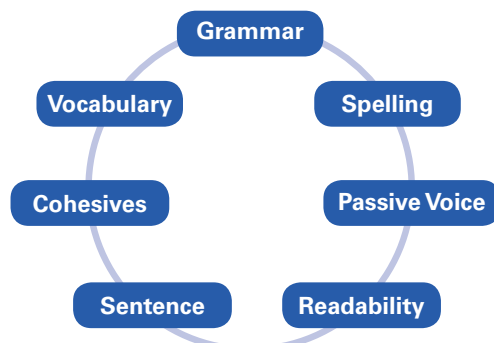 Grammar
Vocabulary
Spelling
Cohesives
Passive Voice
Sentence
Readability